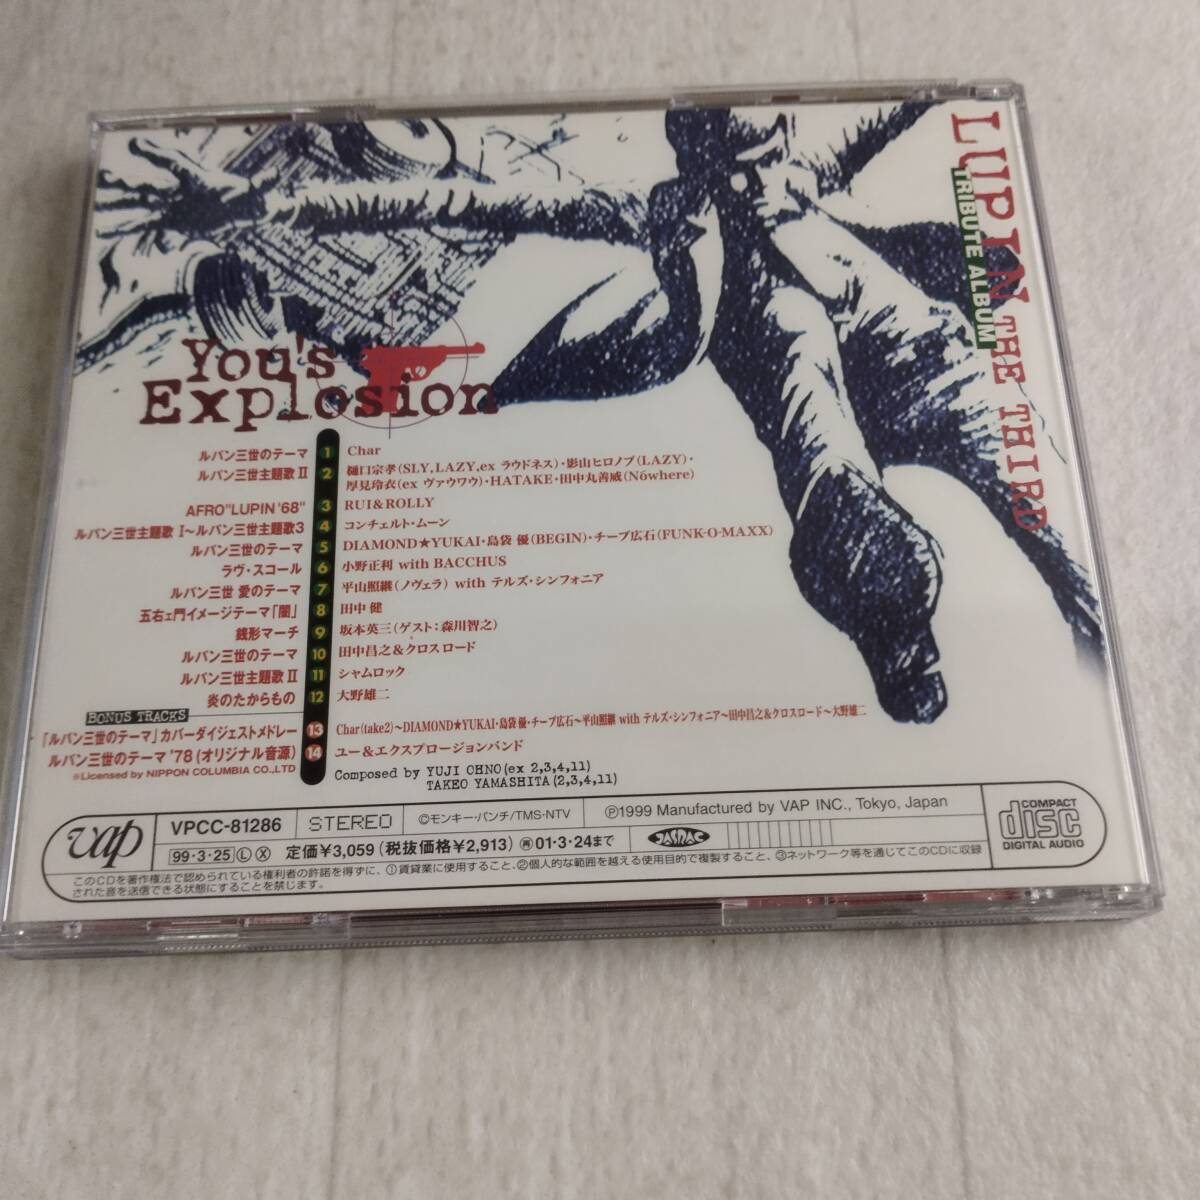 LUPIN THE THIRD
TRIBUTE ALBUM
You's
Explosion
ルパン三世のテーマ 1 Char
ルパン三世主題歌Ⅱ 2 樋口宗孝(SLY,LAZY,ex ラウドネス)・影山ヒロノブ(LAZY)・
厚見玲衣(ex ヴァウワウ)・HATAKE・田中丸善威(Nöwhere)
AFRO"LUPIN '68" 3 RUI&ROLLY
ルパン三世主題歌 Ⅰ〜ルパン三世主題歌3 4 コンチェルト・ムーン
ルパン三世のテーマ 5 DIAMOND★YUKAI・島袋 優(BEGIN)・チープ広石(FUNK-O-MAXX)
ラヴ・スコール 6 小野正利 with BACCHUS
ルパン三世 愛のテーマ 7 平山照継(ノヴェラ) with テルズ・シンフォニア
五右ェ門イメージテーマ「闇」 8 田中 健
銭形マーチ 9 坂本英三(ゲスト:森川智之)
ルパン三世のテーマ 10 田中昌之&クロスロード
ルパン三世主題歌Ⅱ 11 シャムロック
炎のたからもの 12 大野雄二
BONUS TRACKS
「ルパン三世のテーマ」カバーダイジェストメドレー 13 Char(take2)〜DIAMOND★YUKAI・島袋 優・チープ広石〜平山照継 with テルズ・シンフォニア〜田中昌之&クロスロード〜大野雄二
ルパン三世のテーマ'78(オリジナル音源) 14 ユー&エクスプロージョンバンド
※Licensed by NIPPON COLUMBIA CO.,LTD
Composed by YUJI OHNO(ex 2,3,4,11)
TAKEO YAMASHITA(2,3,4,11)
vap
VPCC-81286 STEREO ©モンキー・パンチ/TMS・NTV ℗1999 Manufactured by VAP INC., Tokyo, Japan
99・3・25 Ⓛ Ⓧ 定価¥3,059(税抜価格¥2,913) ㊢01・3・24まで JASRAC
このCDを著作権法で認められている権利者の許諾を得ずに、①賃貸業に使用すること、②個人的な範囲を越える使用目的で複製すること、③ネットワーク等を通じてこのCDに収録
された音を送信できる状態にすることを禁じます。
COMPACT
disc
DIGITAL AUDIO